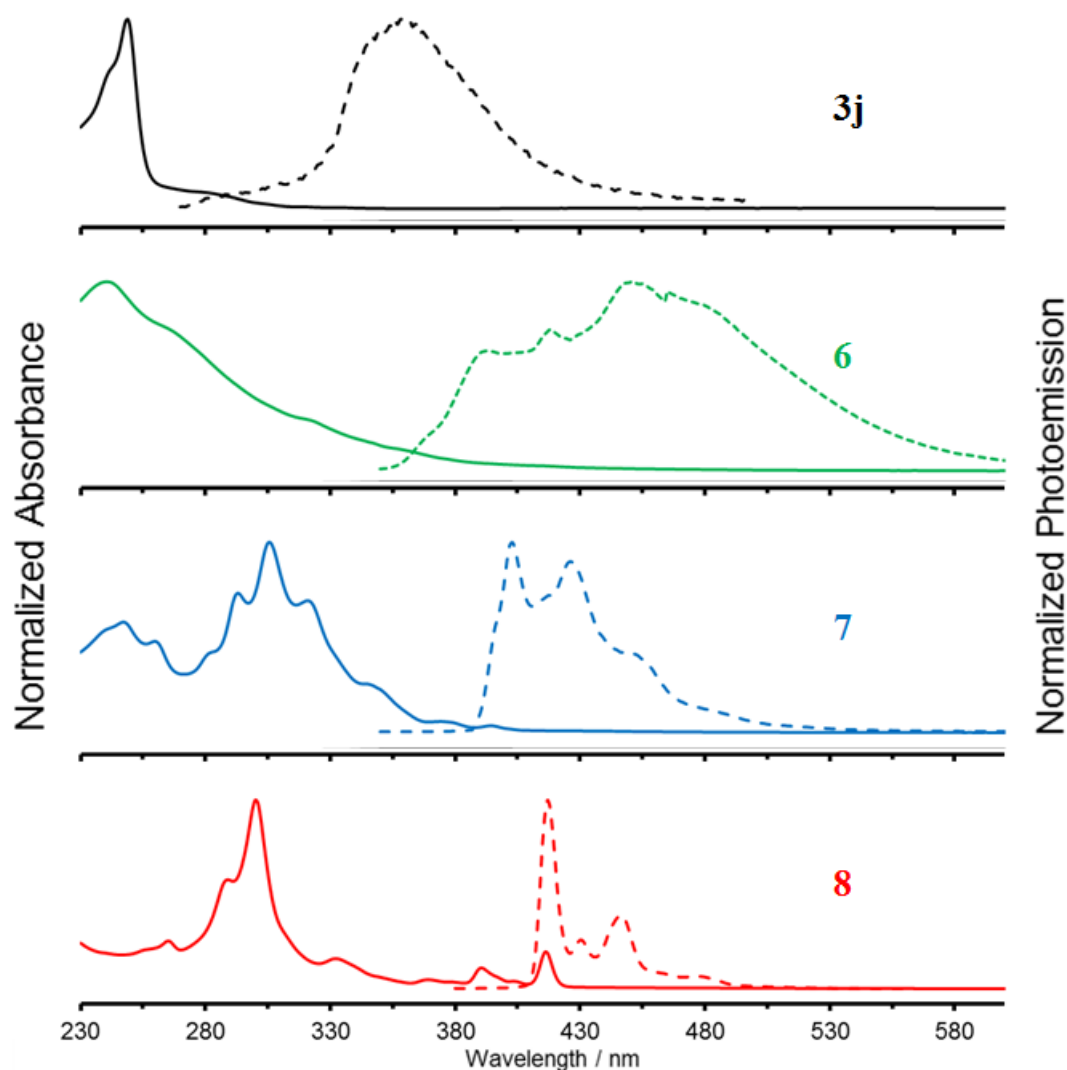 3j
6
7
8
Normalized Absorbance
Normalized Photoemission
230 280 330 380 430 480 530 580
Wavelength / nm